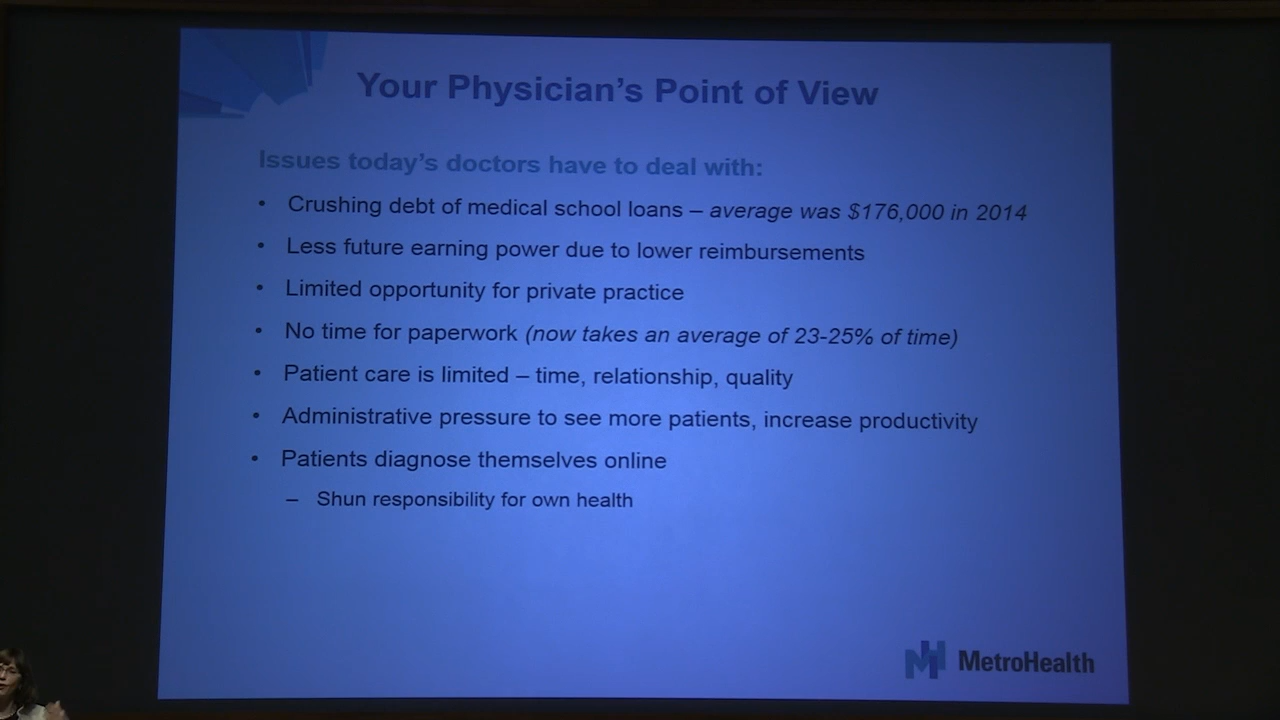 Your Physician's Point of View
Issues today's doctors have to deal with:
• Crushing debt of medical school loans – average was $176,000 in 2014
• Less future earning power due to lower reimbursements
• Limited opportunity for private practice
• No time for paperwork (now takes an average of 23-25% of time)
• Patient care is limited – time, relationship, quality
• Administrative pressure to see more patients, increase productivity
• Patients diagnose themselves online
– Shun responsibility for own health
MetroHealth